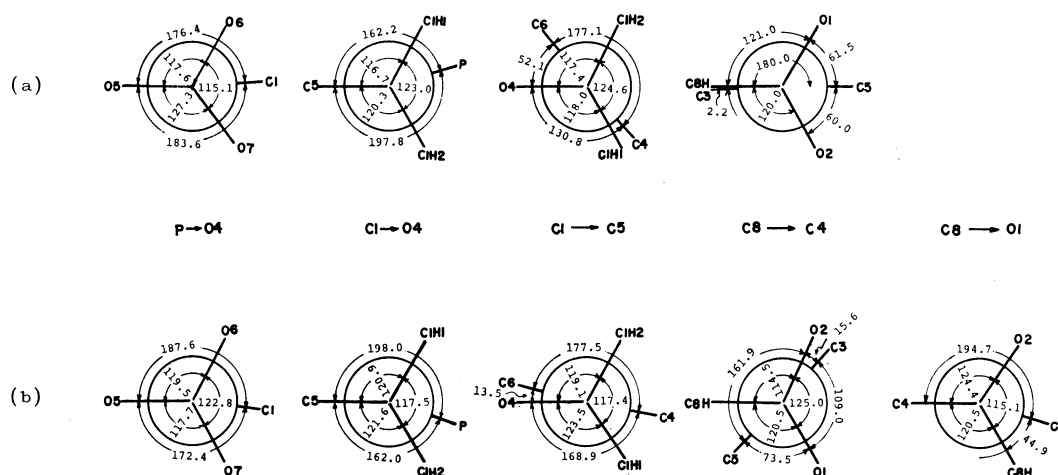 (a)
O6
176.4
117.6
O5
115.1
C1
127.3
183.6
O7
C1H1
162.2
116.7
P
C5
123.0
120.3
197.8
C1H2
C6
177.1
C1H2
52.1
117.4
O4
124.6
118.0
130.8
C4
C1H1
O1
121.0
61.5
180.0
C8H
C3
C5
2.2
120.0
60.0
O2
P → O4
C1 → O4
C1 → C5
C8 → C4
C8 → O1
(b)
O6
187.6
119.5
O5
122.8
C1
117.7
172.4
O7
C1H1
198.0
120.9
C5
117.5
121.6
P
162.0
C1H2
C1H2
177.5
C6
119.1
13.5
O4
117.4
C4
123.5
168.9
C1H1
O2
15.6
C3
161.9
114.5
C8H
125.0
109.0
120.5
C5
73.5
O1
194.7
O2
124.4
C4
115.1
120.5
44.9
C8H